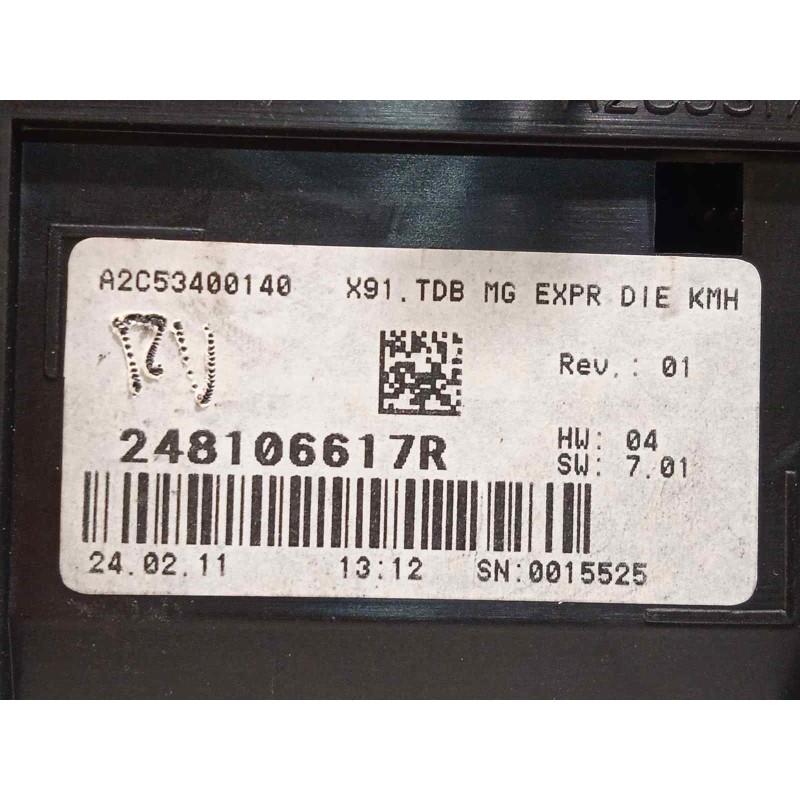 A2C53400140 X91.TDB MG EXPR DIE KMH
Rev.: 01
248106617R
HW: 04
SW: 7.01
24.02.11 13:12 SN:0015525